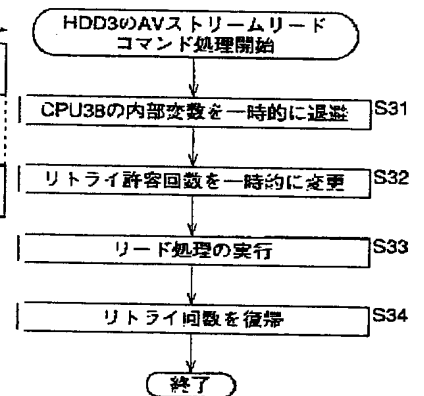 HDD3のAVストリームリード
コマンド処理開始
CPU38の内部変数を一時的に退避
S31
リトライ許容回数を一時的に変更
S32
リード処理の実行
S33
リトライ回数を復帰
S34
終了